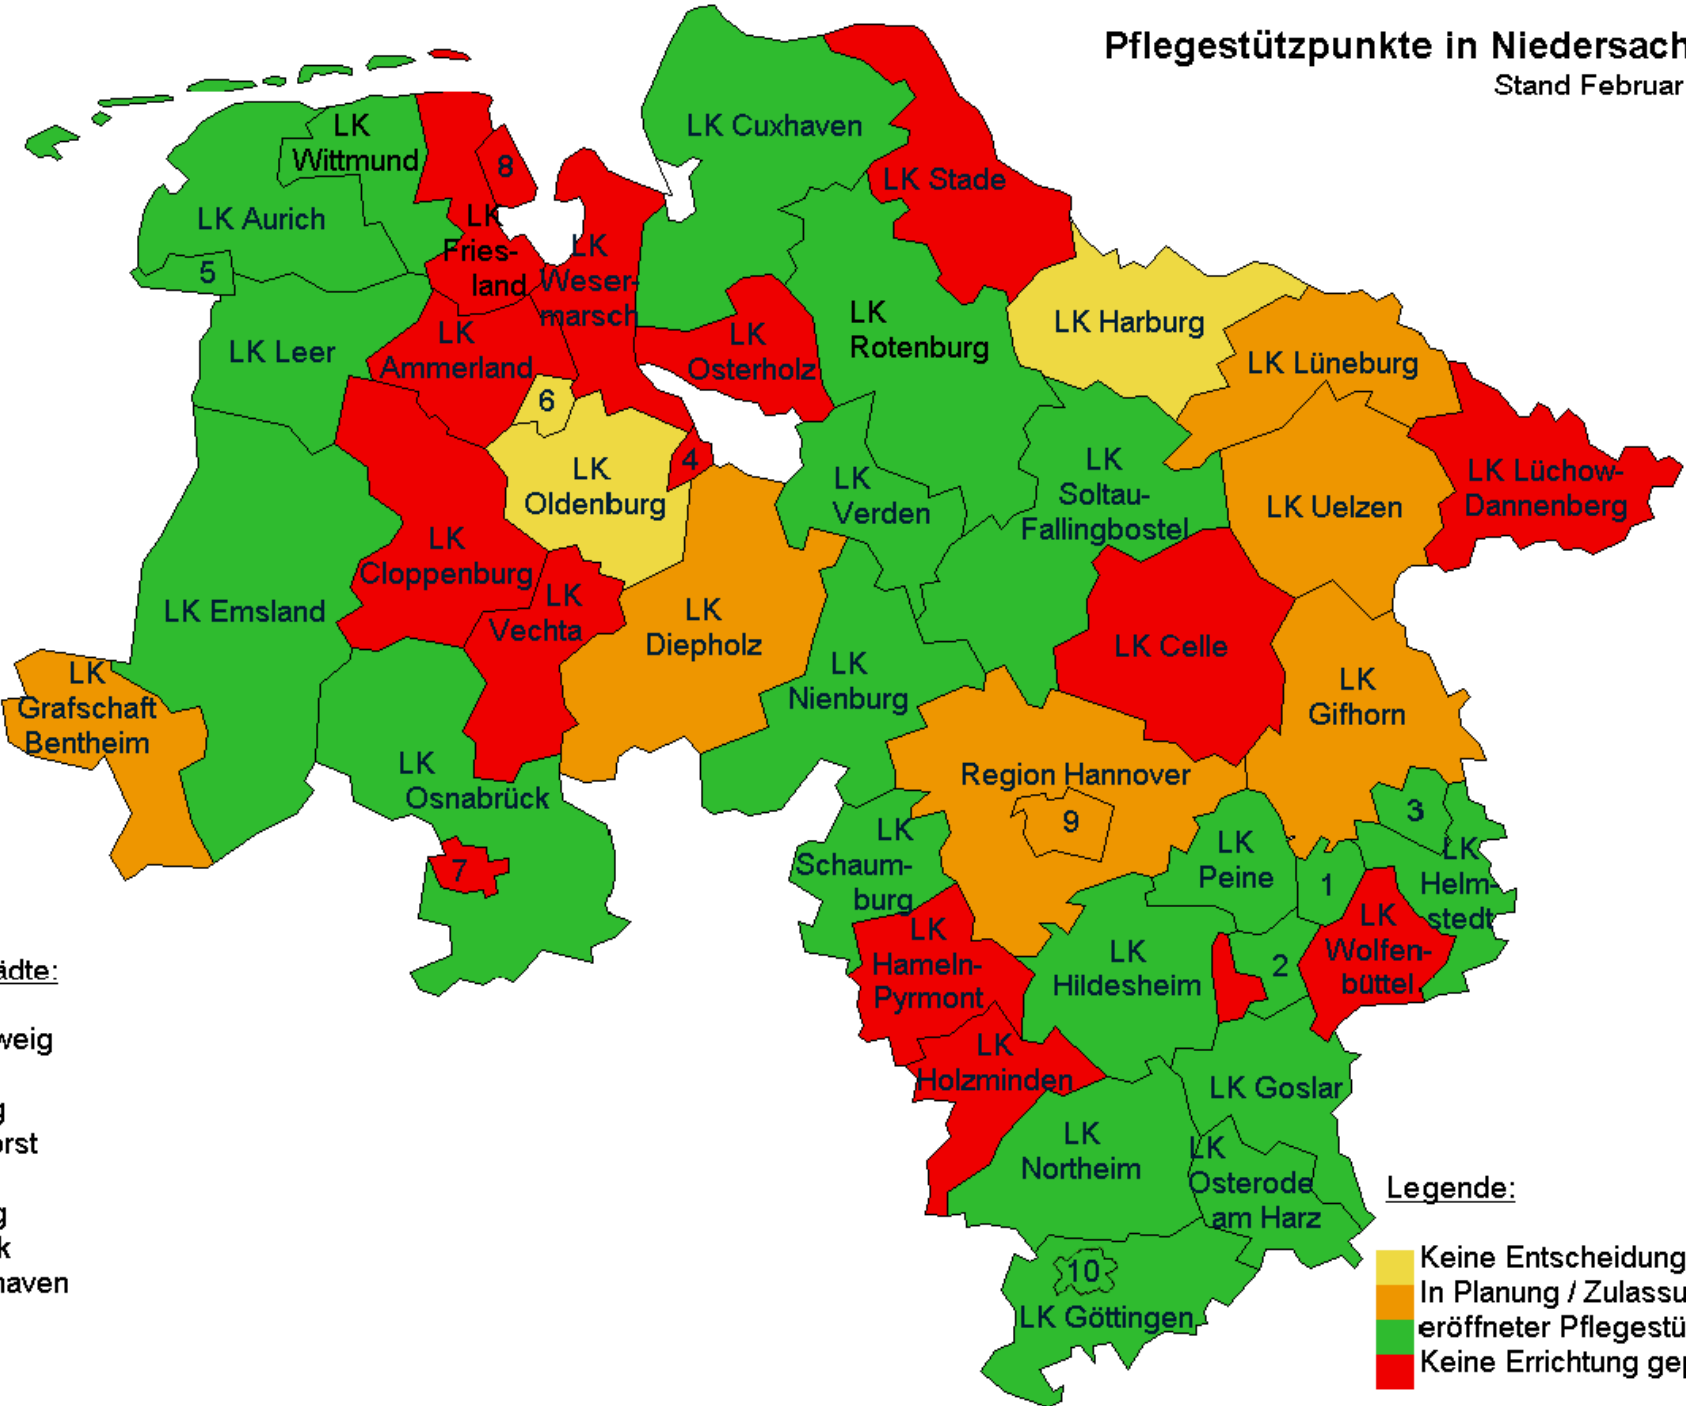 Pflegestützpunkte in Niedersach
Stand Februar
LK
Wittmund
LK Aurich
5
8
LK
Fries-
land
LK
Weser-
marsch
LK Cuxhaven
LK Stade
LK Leer
LK
Ammerland
6
LK
Osterholz
LK
Rotenburg
LK Harburg
LK Lüneburg
LK
Oldenburg
4
LK
Verden
LK
Soltau-
Fallingbostel
LK Uelzen
LK Lüchow-
Dannenberg
LK
Cloppenburg
LK
Vechta
LK Emsland
LK
Diepholz
LK
Nienburg
LK Celle
LK
Gifhorn
LK
Grafschaft
Bentheim
LK
Osnabrück
7
Region Hannover
9
LK
Schaum-
burg
LK
Peine
1
3
LK
Helm-
stedt
LK
Hameln-
Pyrmont
LK
Hildesheim
2
LK
Wolfen-
büttel
LK
Holzminden
LK Goslar
LK
Northeim
LK
Osterode
am Harz
10
LK Göttingen
ädte:
weig
g
orst
g
k
haven
Legende:
Keine Entscheidung
In Planung / Zulassu
eröffneter Pflegestü
Keine Errichtung gep